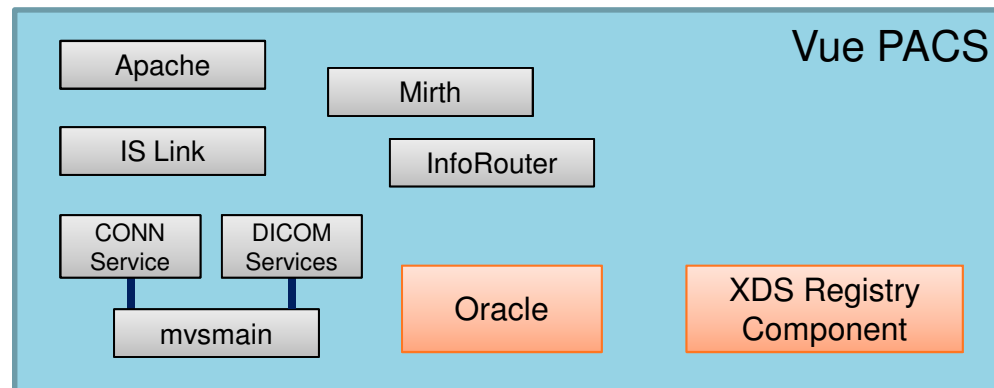 Vue PACS
Apache
Mirth
IS Link
InfoRouter
CONN
Service
DICOM
Services
Oracle
XDS Registry
Component
mvsmain